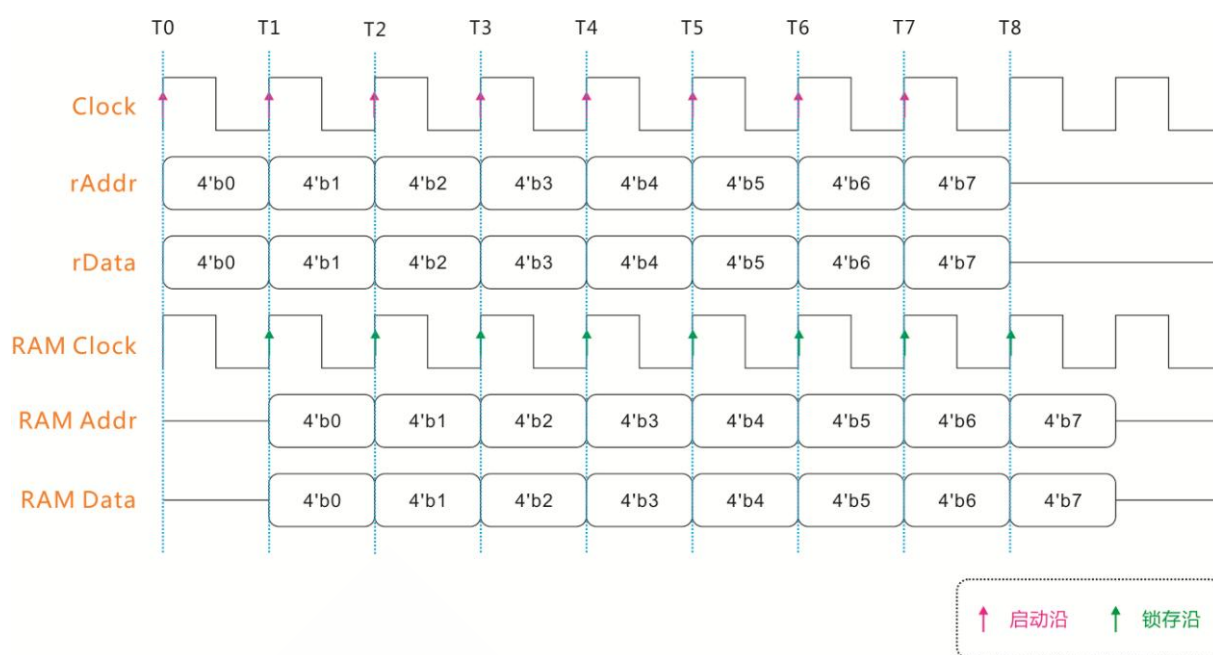 T0 T1 T2 T3 T4 T5 T6 T7 T8
Clock
rAddr 4'b0 4'b1 4'b2 4'b3 4'b4 4'b5 4'b6 4'b7
rData 4'b0 4'b1 4'b2 4'b3 4'b4 4'b5 4'b6 4'b7
RAM Clock
RAM Addr 4'b0 4'b1 4'b2 4'b3 4'b4 4'b5 4'b6 4'b7
RAM Data 4'b0 4'b1 4'b2 4'b3 4'b4 4'b5 4'b6 4'b7
启动沿 锁存沿